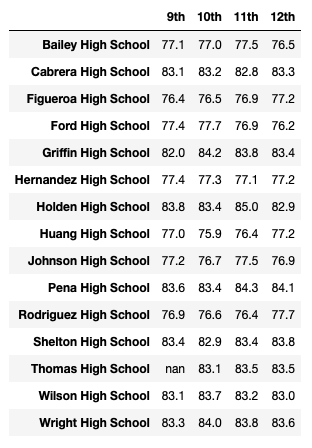 9th 10th 11th 12th
Bailey High School 77.1 77.0 77.5 76.5
Cabrera High School 83.1 83.2 82.8 83.3
Figueroa High School 76.4 76.5 76.9 77.2
Ford High School 77.4 77.7 76.9 76.2
Griffin High School 82.0 84.2 83.8 83.4
Hernandez High School 77.4 77.3 77.1 77.2
Holden High School 83.8 83.4 85.0 82.9
Huang High School 77.0 75.9 76.4 77.2
Johnson High School 77.2 76.7 77.5 76.9
Pena High School 83.6 83.4 84.3 84.1
Rodriguez High School 76.9 76.6 76.4 77.7
Shelton High School 83.4 82.9 83.4 83.8
Thomas High School nan 83.1 83.5 83.5
Wilson High School 83.1 83.7 83.2 83.0
Wright High School 83.3 84.0 83.8 83.6